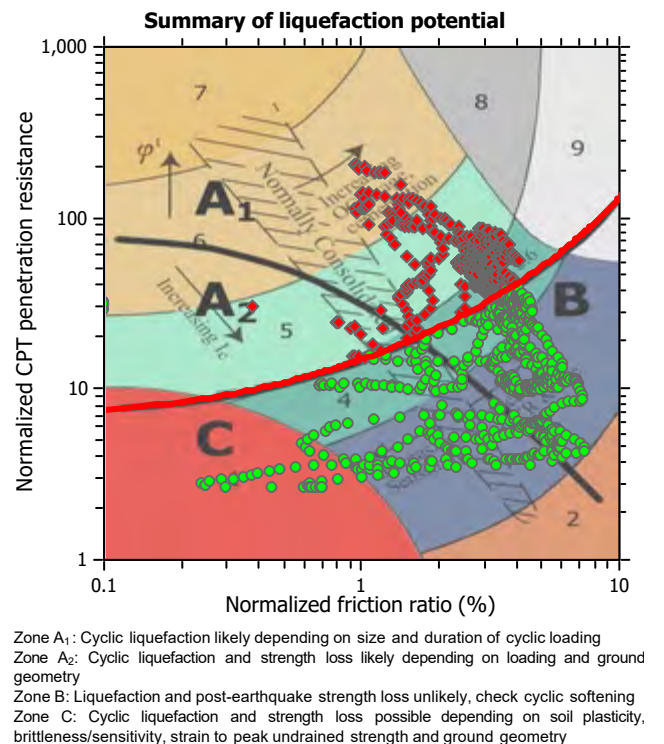 Summary of liquefaction potential
1,000
7
8
9
φ'
A1
Normally Consolid
Increasing
100
6
A2
Increasing Ic
5
B
10
4
C
2
1
0.1
1
10
Normalized CPT penetration resistance
Normalized friction ratio (%)
Zone A1: Cyclic liquefaction likely depending on size and duration of cyclic loading
Zone A2: Cyclic liquefaction and strength loss likely depending on loading and ground
geometry
Zone B: Liquefaction and post-earthquake strength loss unlikely, check cyclic softening
Zone C: Cyclic liquefaction and strength loss possible depending on soil plasticity,
brittleness/sensitivity, strain to peak undrained strength and ground geometry